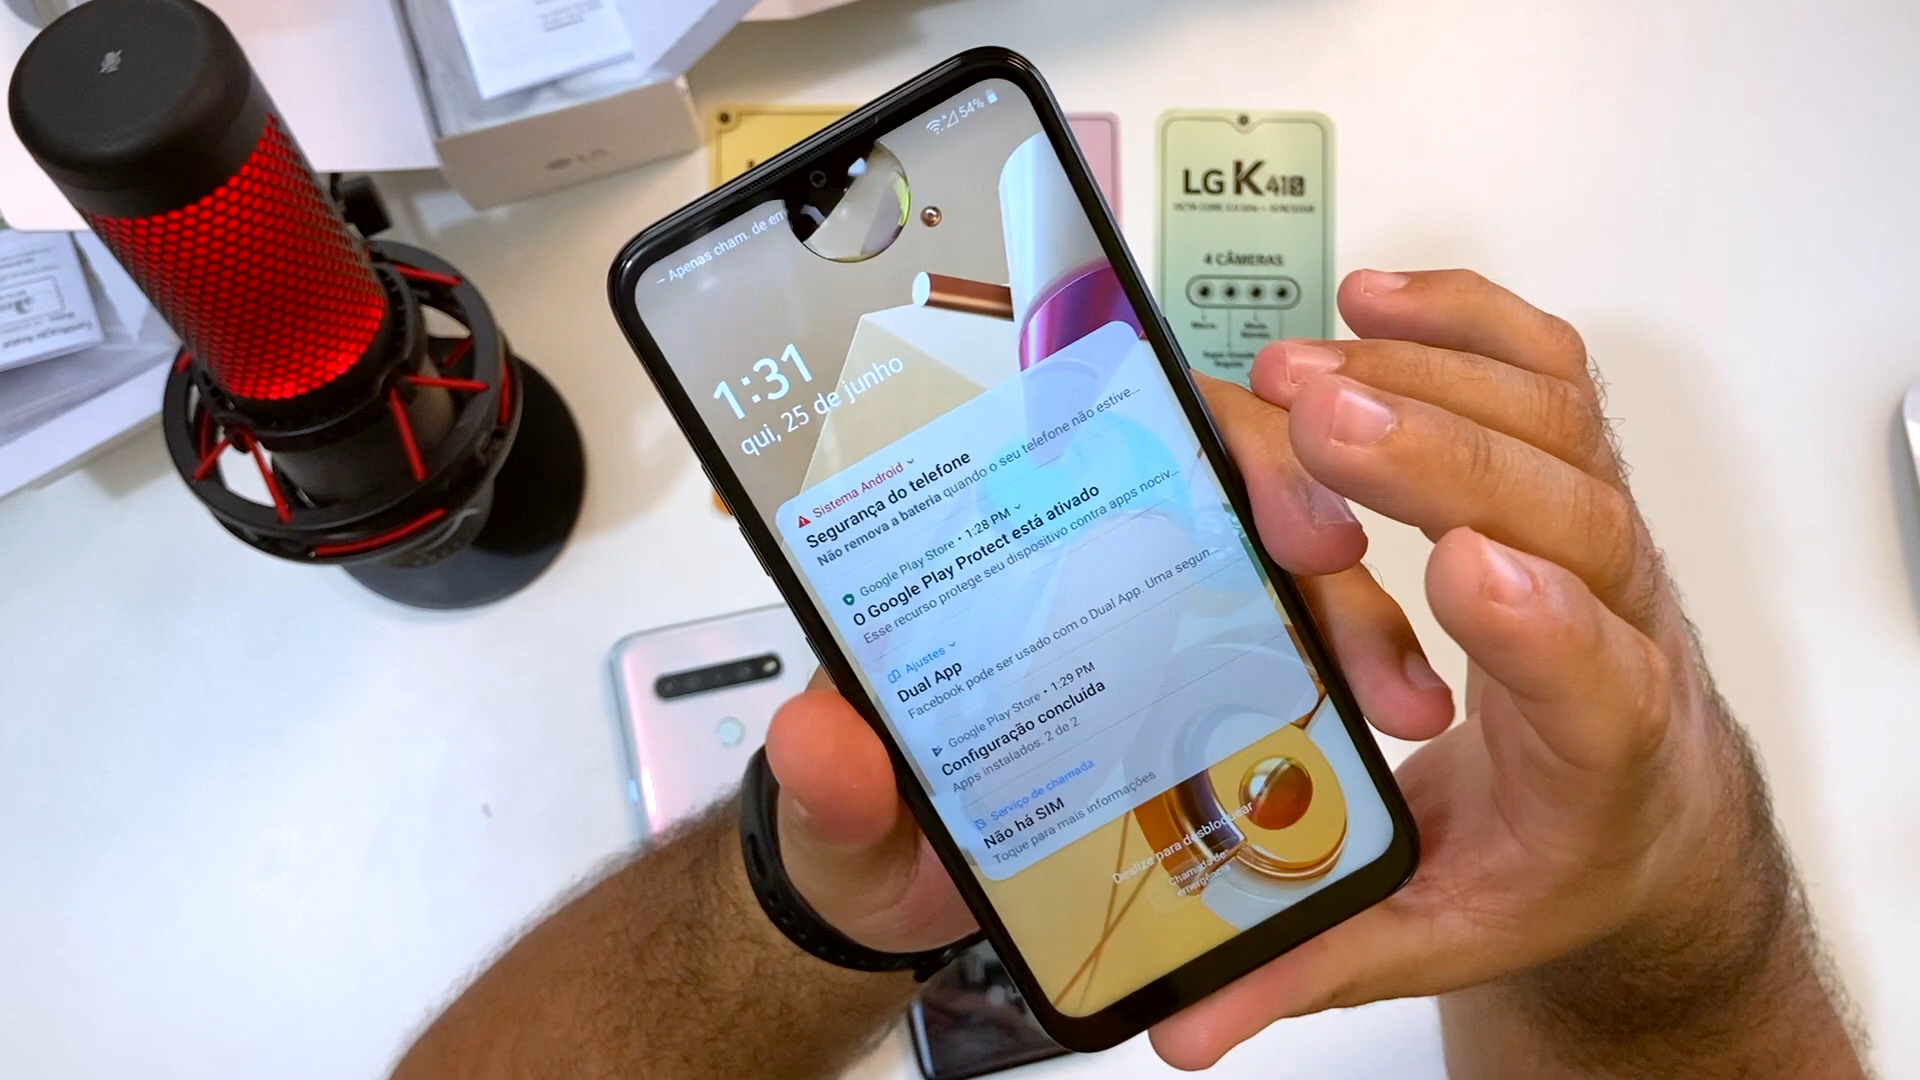 54%
- Apenas cham. de em
1:31
qui, 25 de junho
Sistema Android
Segurança do telefone
Não remova a bateria quando o seu telefone não estive...
Google Play Store • 1:28 PM
O Google Play Protect está ativado
Esse recurso protege seu dispositivo contra apps nociv...
Ajustes
Dual App
Facebook pode ser usado com o Dual App. Uma segun...
Google Play Store • 1:29 PM
Configuração concluída
Apps instalados: 2 de 2
Serviço de chamada
Não há SIM
Toque para mais informações
Deslize para desbloquear
Chamada de
emergência
LG K41S
4 CÂMERAS